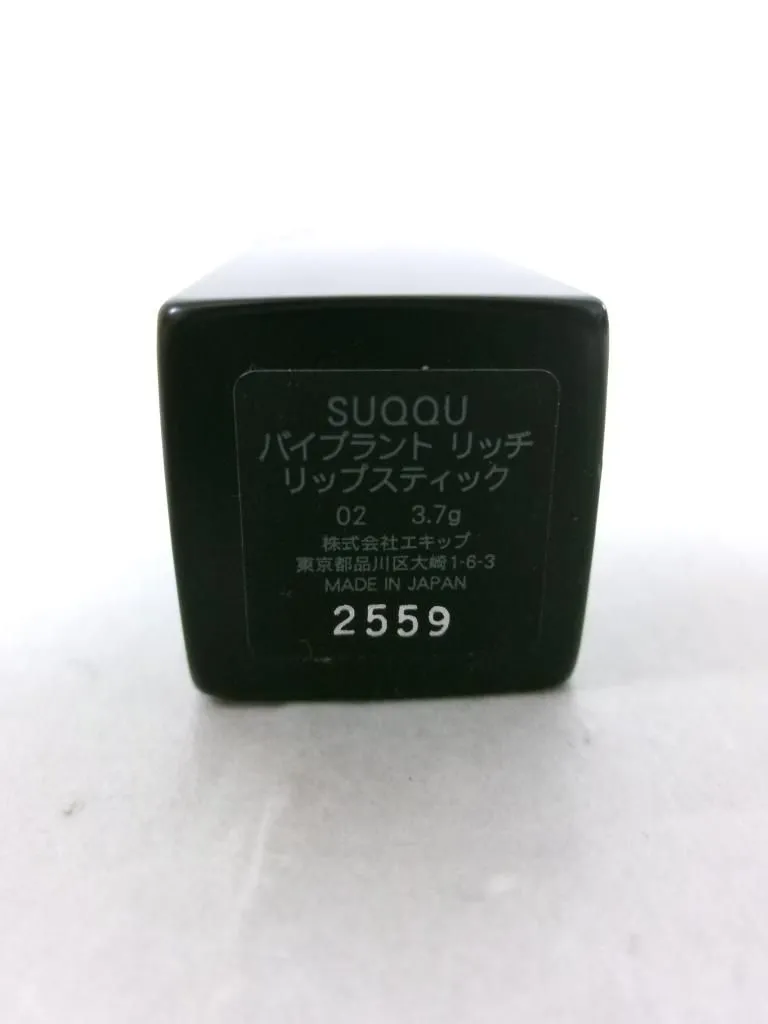 SUQQU
バイブラント リッチ
リップスティック
02 3.7g
株式会社エキップ
東京都品川区大崎1-6-3
MADE IN JAPAN
2559